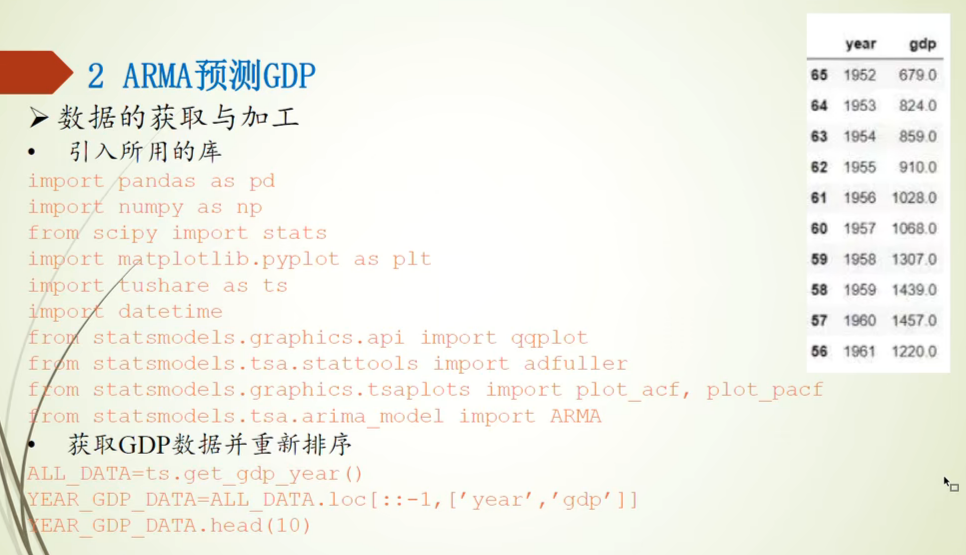 2 ARMA预测GDP
➢ 数据的获取与加工
• 引入所用的库
import pandas as pd
import numpy as np
from scipy import stats
import matplotlib.pyplot as plt
import tushare as ts
import datetime
from statsmodels.graphics.api import qqplot
from statsmodels.tsa.stattools import adfuller
from statsmodels.graphics.tsaplots import plot_acf, plot_pacf
from statsmodels.tsa.arima_model import ARMA
• 获取GDP数据并重新排序
ALL_DATA=ts.get_gdp_year()
YEAR_GDP_DATA=ALL_DATA.loc[::-1,['year','gdp']]
YEAR_GDP_DATA.head(10)
year gdp
65 1952 679.0
64 1953 824.0
63 1954 859.0
62 1955 910.0
61 1956 1028.0
60 1957 1068.0
59 1958 1307.0
58 1959 1439.0
57 1960 1457.0
56 1961 1220.0